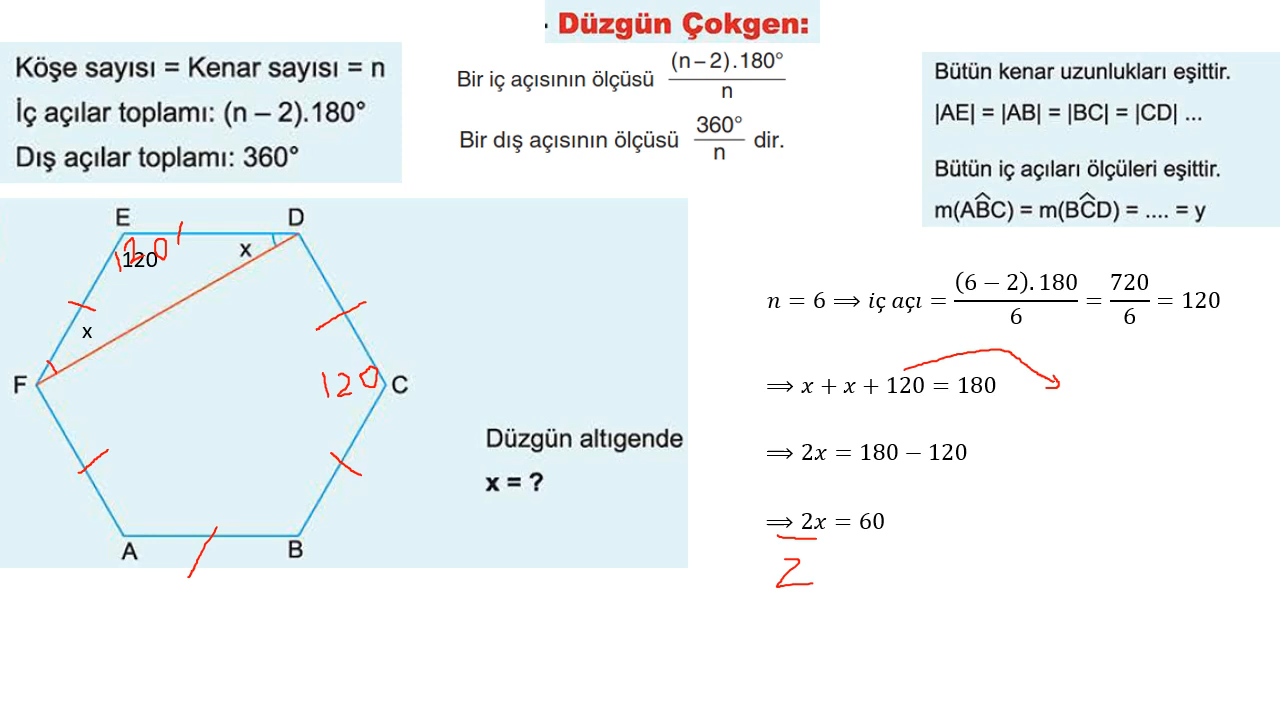 · Düzgün Çokgen:
Köşe sayısı = Kenar sayısı = n
İç açılar toplamı: (n – 2).180°
Dış açılar toplamı: 360°
Bir iç açısının ölçüsü (n – 2).180° / n
Bir dış açısının ölçüsü 360° / n dir.
Bütün kenar uzunlukları eşittir.
|AE| = |AB| = |BC| = |CD| ...
Bütün iç açıları ölçüleri eşittir.
m(AB̂C) = m(BĈD) = .... = y
E D
120
120 x
x
F 120 C
A B
Düzgün altıgende
x = ?
n = 6 ⟹ iç açı = (6 − 2).180 / 6 = 720 / 6 = 120
⟹ x + x + 120 = 180
⟹ 2x = 180 − 120
⟹ 2x = 60
2